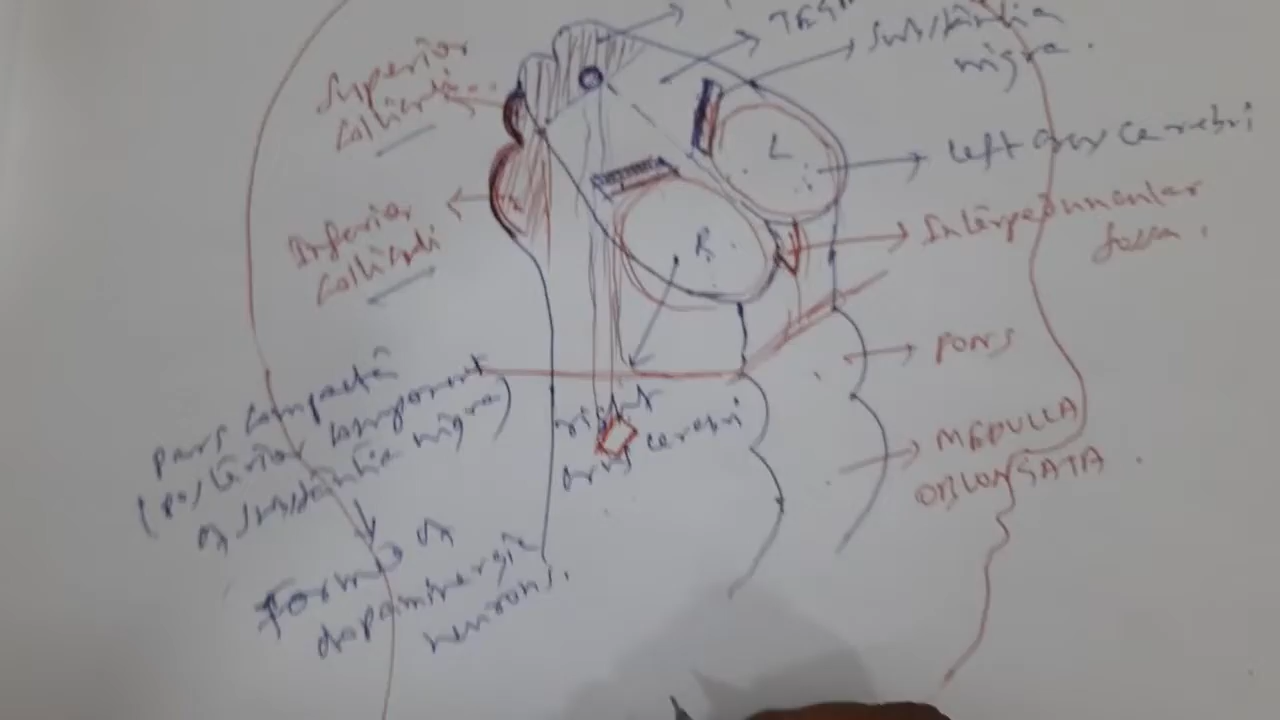 Superior
colliculi
Substantia
nigra.
Left crus cerebri
L
Interpeduncular
fossa.
Inferior
colliculi
R
PONS
MEDULLA
OBLONGATA
right
crus cerebri
pars compacta
(posterior component
of substantia nigra)
Formed of
dopaminergic
neurons.